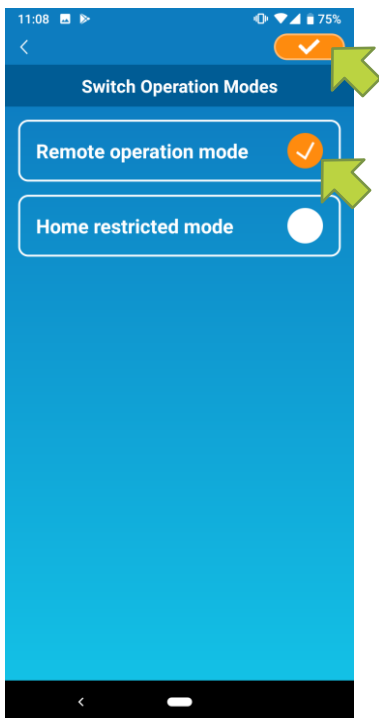 11:08 75%
Switch Operation Modes
Remote operation mode
Home restricted mode